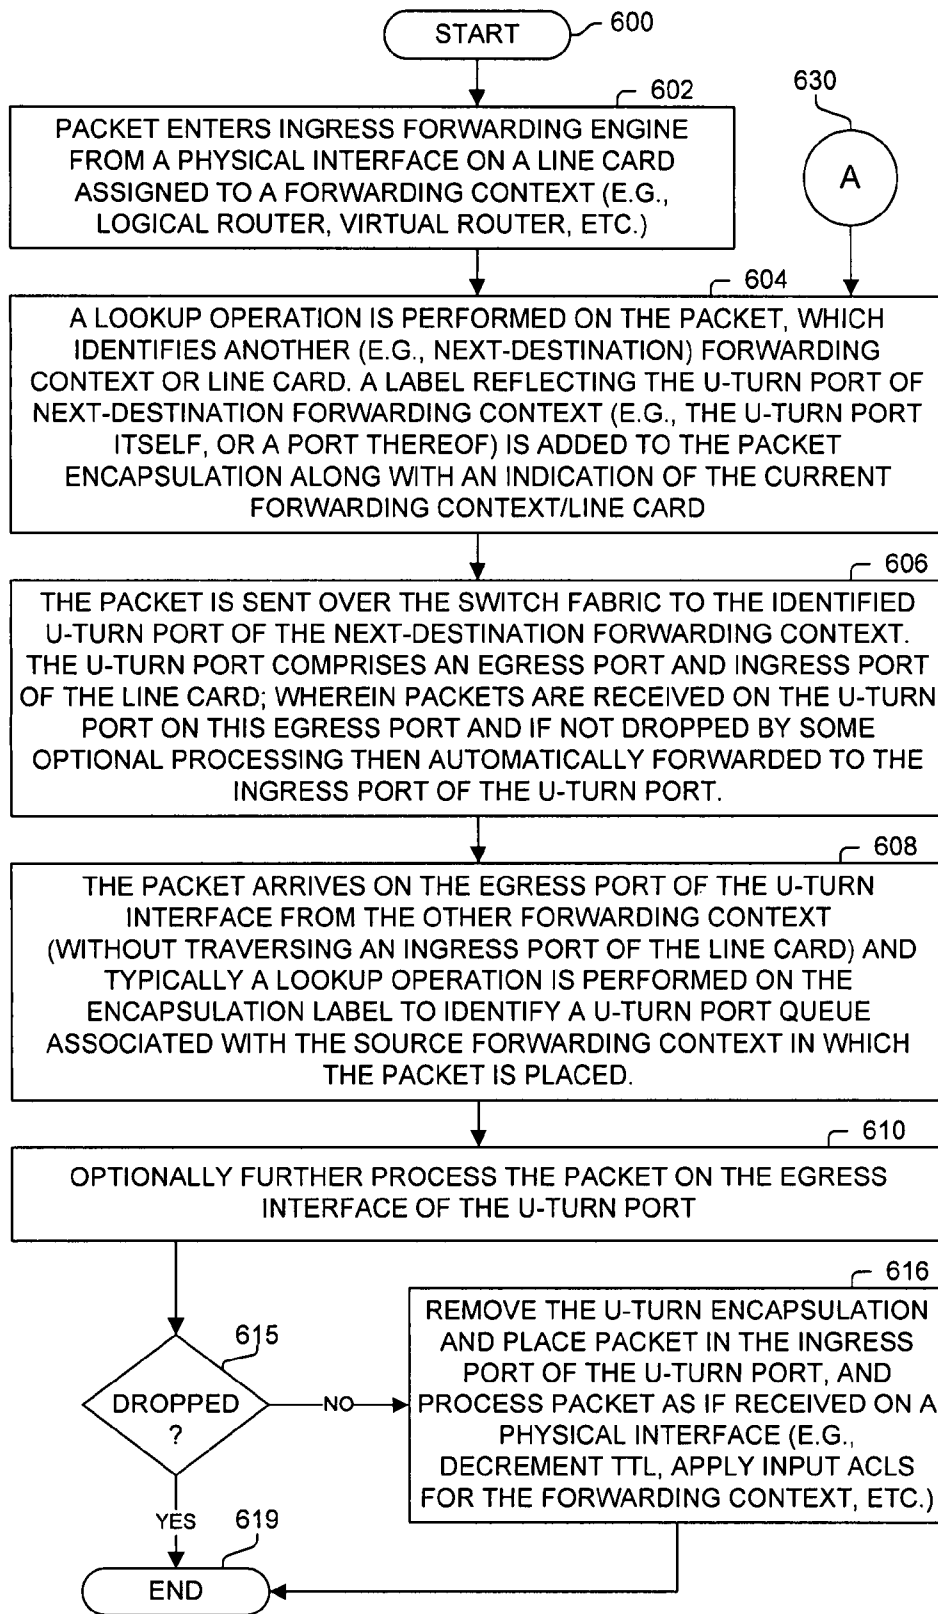 START
600
602
PACKET ENTERS INGRESS FORWARDING ENGINE
FROM A PHYSICAL INTERFACE ON A LINE CARD
ASSIGNED TO A FORWARDING CONTEXT (E.G.,
LOGICAL ROUTER, VIRTUAL ROUTER, ETC.)
630
A
604
A LOOKUP OPERATION IS PERFORMED ON THE PACKET, WHICH
IDENTIFIES ANOTHER (E.G., NEXT-DESTINATION) FORWARDING
CONTEXT OR LINE CARD. A LABEL REFLECTING THE U-TURN PORT OF
NEXT-DESTINATION FORWARDING CONTEXT (E.G., THE U-TURN PORT
ITSELF, OR A PORT THEREOF) IS ADDED TO THE PACKET
ENCAPSULATION ALONG WITH AN INDICATION OF THE CURRENT
FORWARDING CONTEXT/LINE CARD
606
THE PACKET IS SENT OVER THE SWITCH FABRIC TO THE IDENTIFIED
U-TURN PORT OF THE NEXT-DESTINATION FORWARDING CONTEXT.
THE U-TURN PORT COMPRISES AN EGRESS PORT AND INGRESS PORT
OF THE LINE CARD; WHEREIN PACKETS ARE RECEIVED ON THE U-TURN
PORT ON THIS EGRESS PORT AND IF NOT DROPPED BY SOME
OPTIONAL PROCESSING THEN AUTOMATICALLY FORWARDED TO THE
INGRESS PORT OF THE U-TURN PORT.
608
THE PACKET ARRIVES ON THE EGRESS PORT OF THE U-TURN
INTERFACE FROM THE OTHER FORWARDING CONTEXT
(WITHOUT TRAVERSING AN INGRESS PORT OF THE LINE CARD) AND
TYPICALLY A LOOKUP OPERATION IS PERFORMED ON THE
ENCAPSULATION LABEL TO IDENTIFY A U-TURN PORT QUEUE
ASSOCIATED WITH THE SOURCE FORWARDING CONTEXT IN WHICH
THE PACKET IS PLACED.
610
OPTIONALLY FURTHER PROCESS THE PACKET ON THE EGRESS
INTERFACE OF THE U-TURN PORT
615
DROPPED
?
NO
616
REMOVE THE U-TURN ENCAPSULATION
AND PLACE PACKET IN THE INGRESS
PORT OF THE U-TURN PORT, AND
PROCESS PACKET AS IF RECEIVED ON A
PHYSICAL INTERFACE (E.G.,
DECREMENT TTL, APPLY INPUT ACLS
FOR THE FORWARDING CONTEXT, ETC.)
YES
619
END